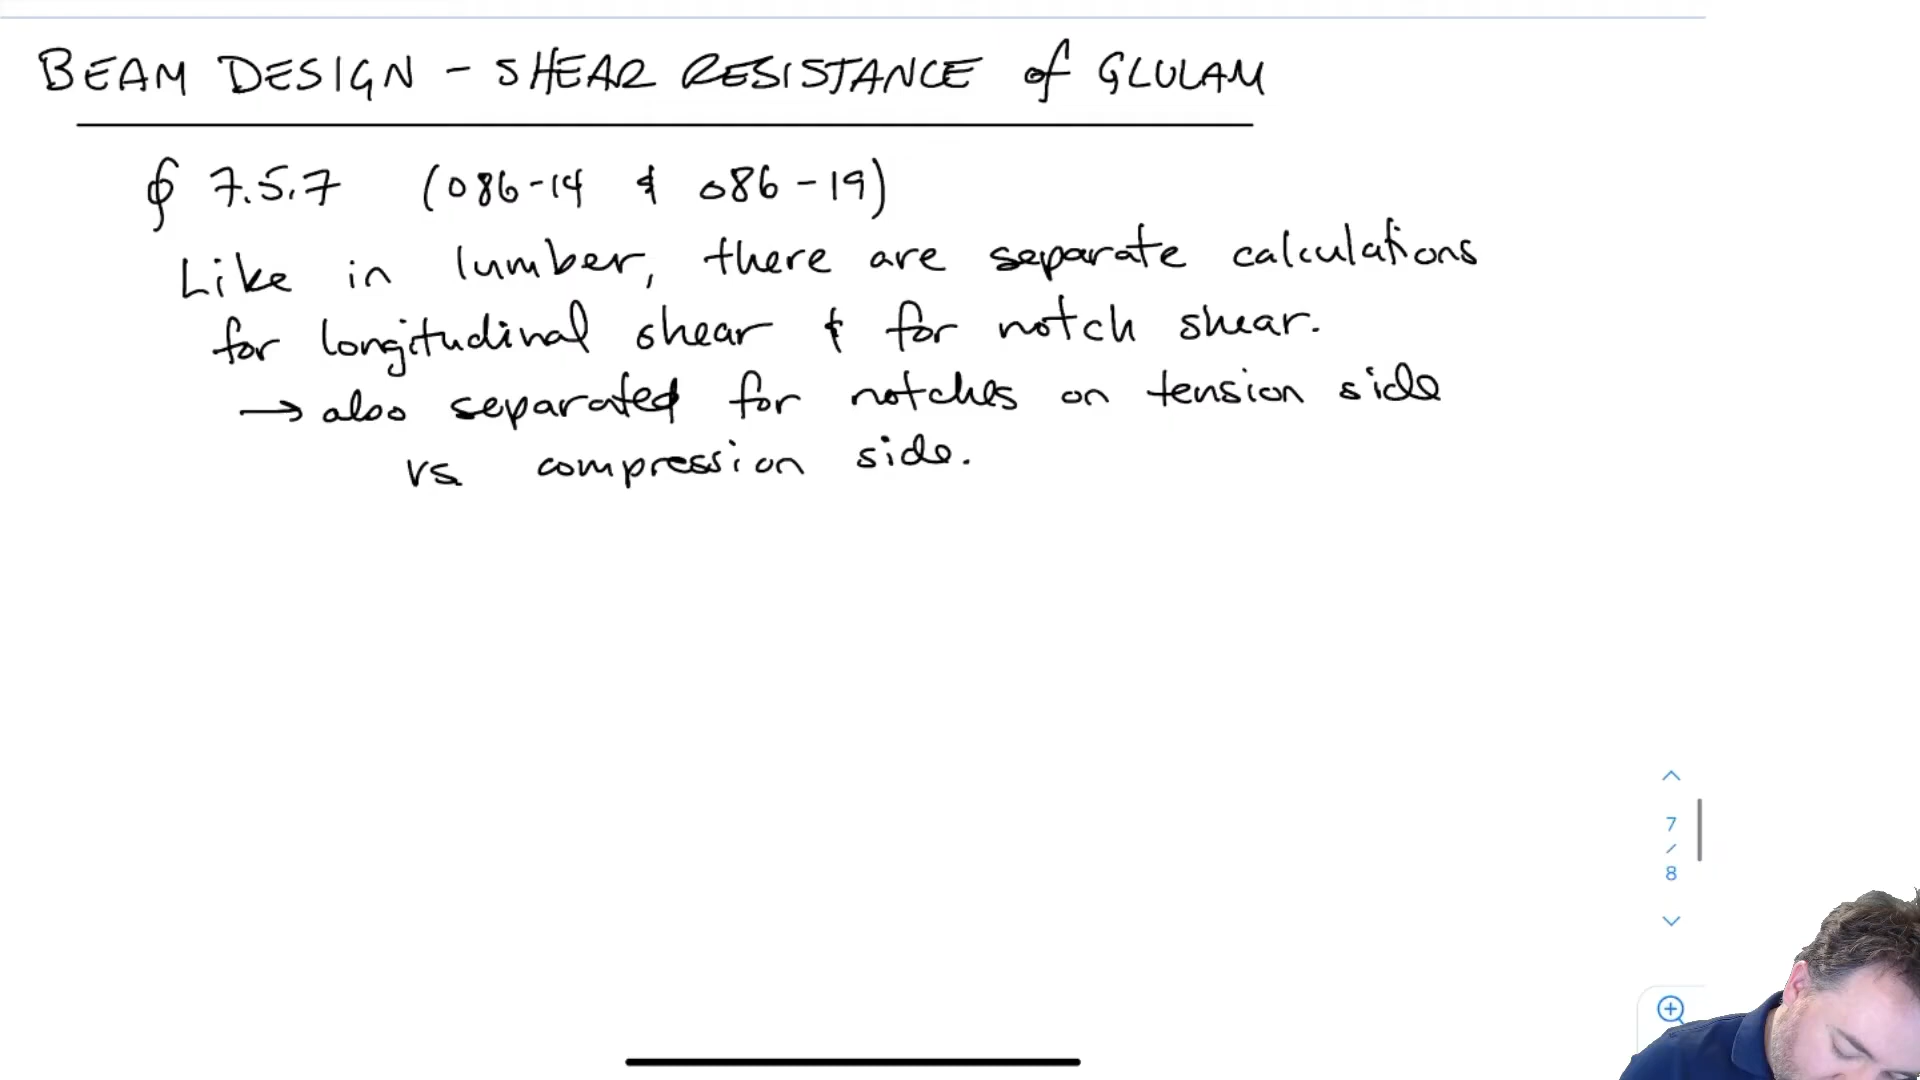 BEAM DESIGN - SHEAR RESISTANCE of GLULAM
§ 7.5.7 (086-14 & 086-19)
Like in lumber, there are separate calculations
for longitudinal shear & for notch shear.
→ also separated for notches on tension side
vs compression side.
7
/
8